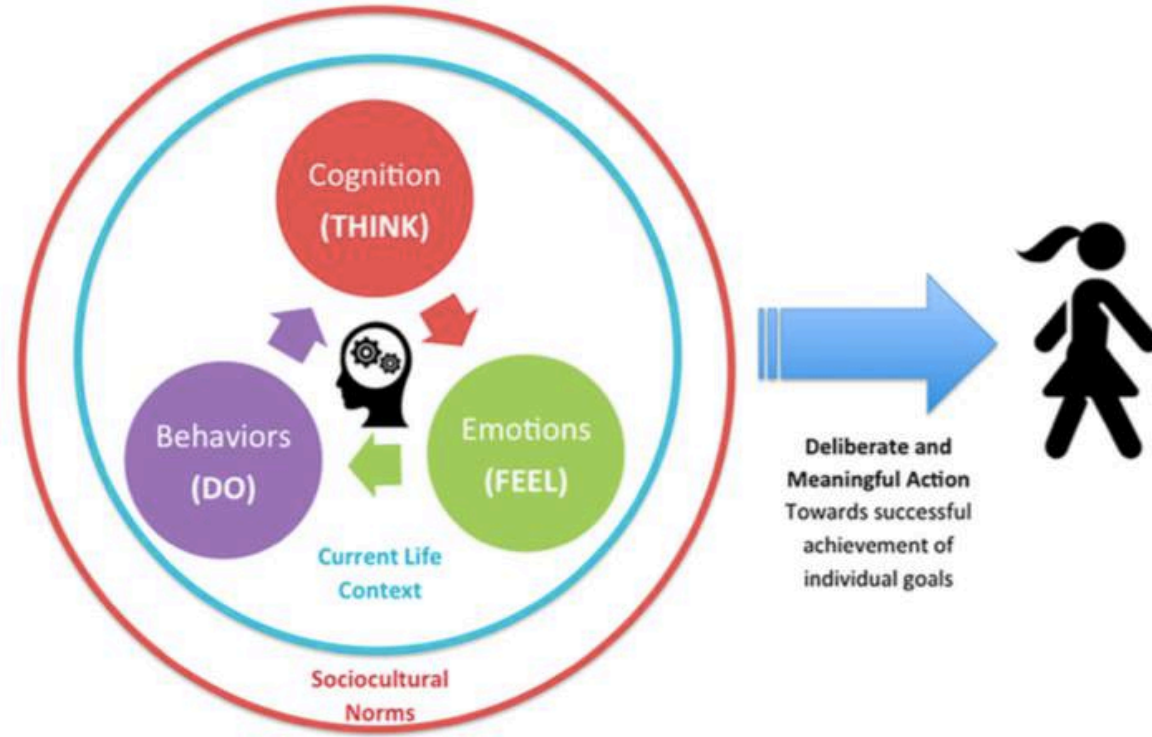 Cognition
(THINK)
Behaviors
(DO)
Emotions
(FEEL)
Current Life
Context
Sociocultural
Norms
Deliberate and
Meaningful Action
Towards successful
achievement of
individual goals